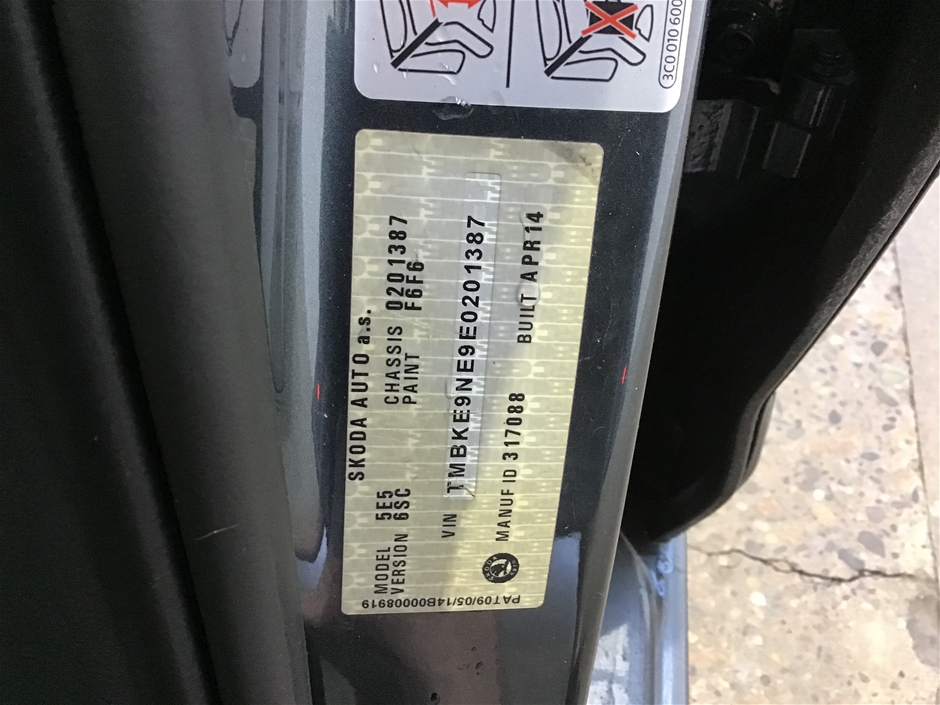 3C0 010 600
SKODA AUTO a.s.
MODEL 5E5 CHASSIS 0201387
VERSION 6SC PAINT F6F6
VIN TMBKE9NE9E0201387
MANUF ID 317088 BUILT APR14
PAT09/05/14B00008919